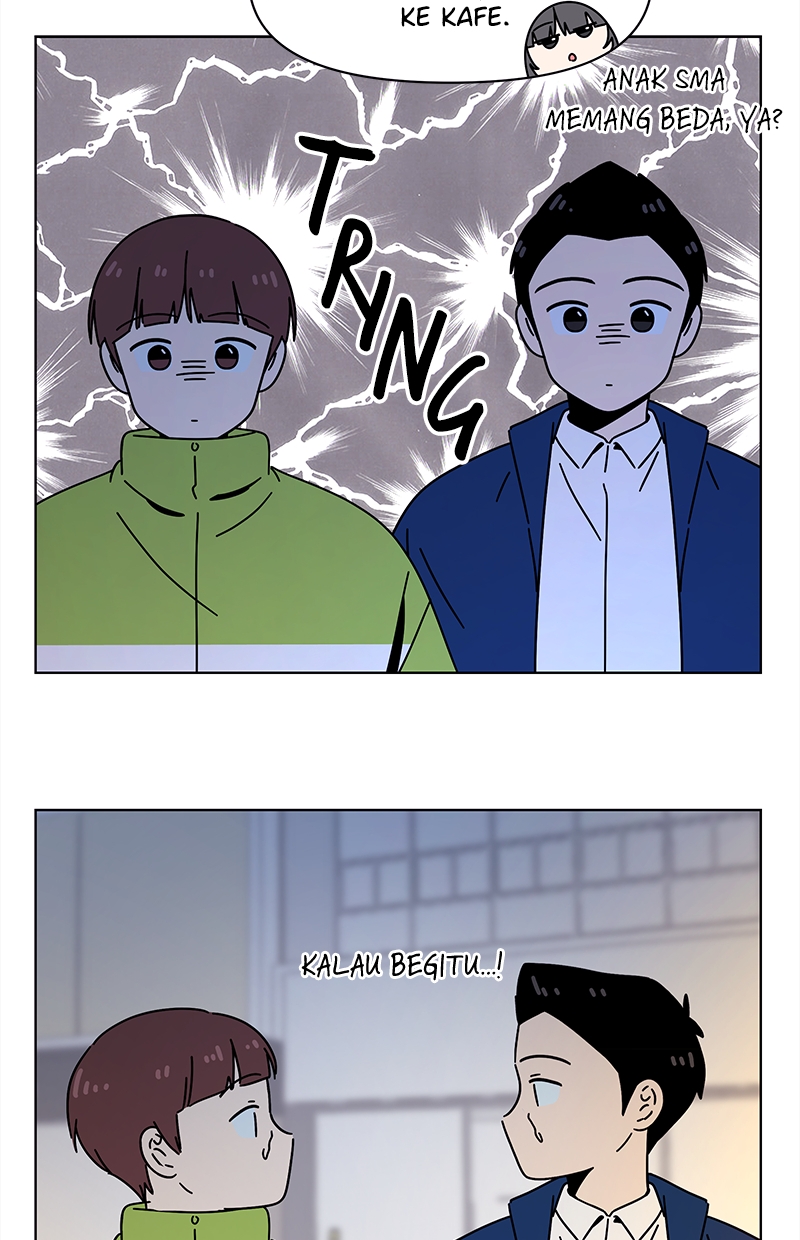 KE KAFE.
ANAK SMA
MEMANG BEDA, YA?
TRYNG
KALAU BEGITU...!